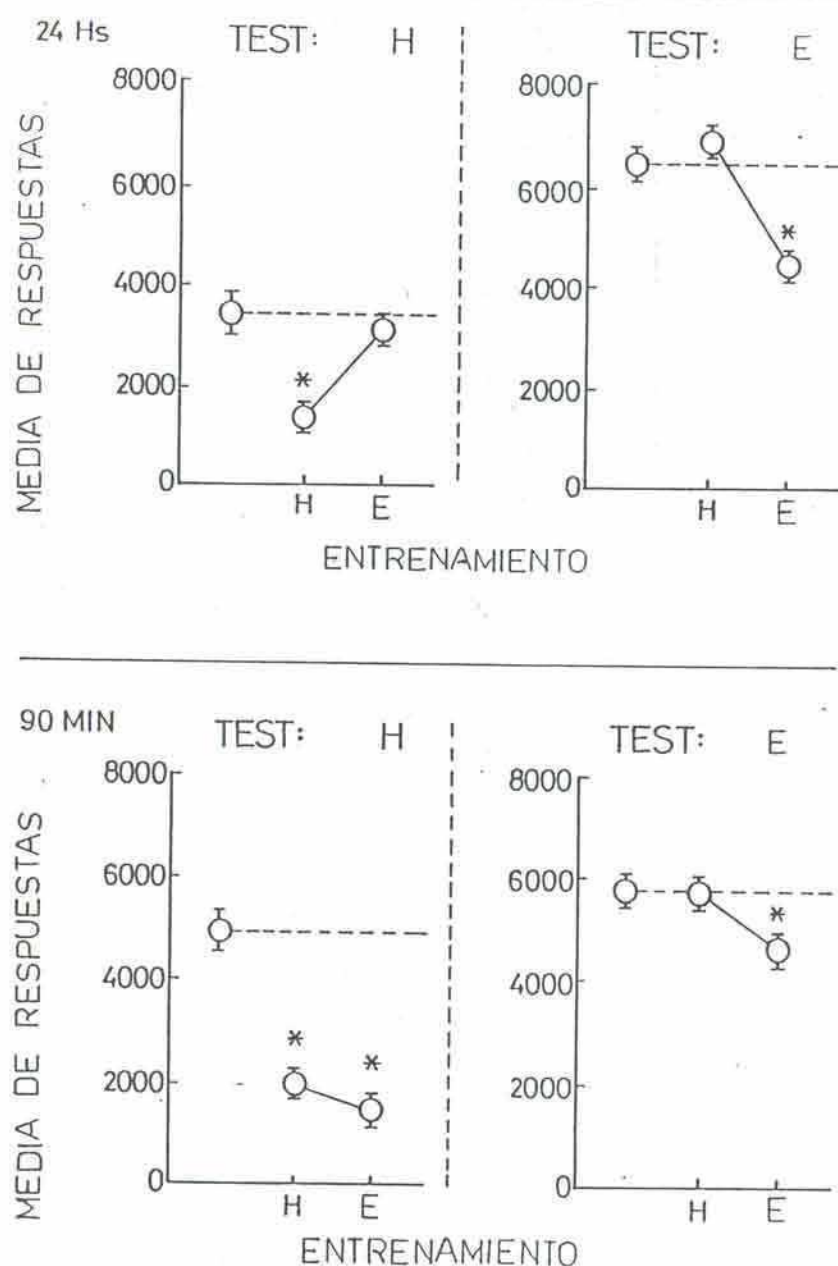 24 Hs
TEST: H
TEST: E
MEDIA DE RESPUESTAS
8000
6000
4000
2000
0
*
H E
8000
6000
4000
2000
0
*
H E
ENTRENAMIENTO
90 MIN
TEST: H
TEST: E
MEDIA DE RESPUESTAS
8000
6000
4000
2000
0
* *
H E
8000
6000
4000
2000
0
*
H E
ENTRENAMIENTO